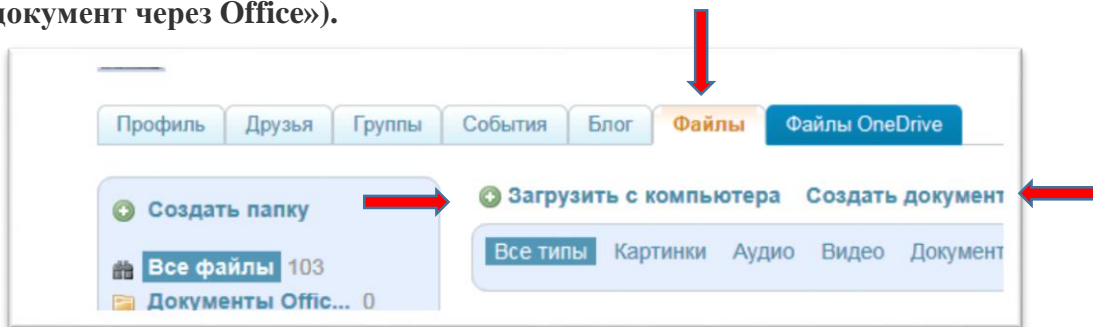 документ через Office»).
Профиль Друзья Группы События Блог Файлы Файлы OneDrive
Создать папку
Загрузить с компьютера Создать документ
Все файлы 103
Все типы Картинки Аудио Видео Документ
Документы Offic... 0